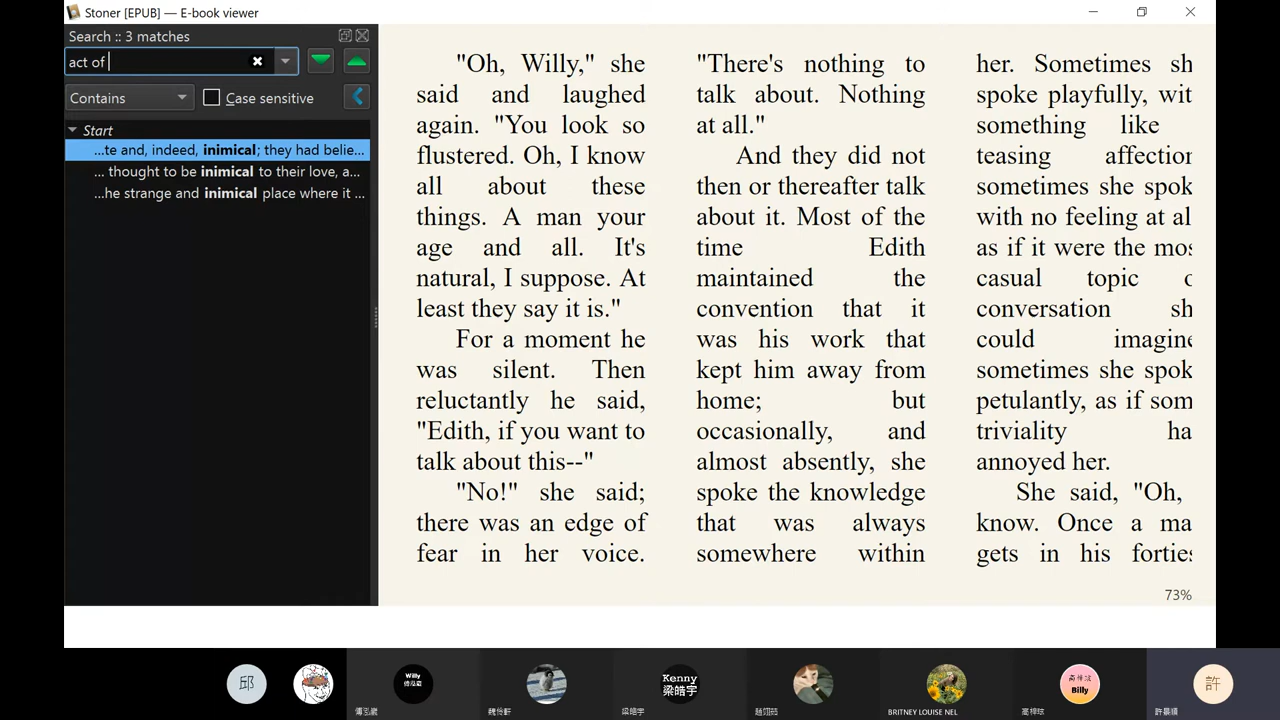 Stoner [EPUB] — E-book viewer
Search :: 3 matches
act of
Contains
Case sensitive
Start
...te and, indeed, inimical; they had belie...
... thought to be inimical to their love, a...
...he strange and inimical place where it ...
"Oh, Willy," she
said and laughed
again. "You look so
flustered. Oh, I know
all about these
things. A man your
age and all. It's
natural, I suppose. At
least they say it is."
For a moment he
was silent. Then
reluctantly he said,
"Edith, if you want to
talk about this--"
"No!" she said;
there was an edge of
fear in her voice.
"There's nothing to
talk about. Nothing
at all."
And they did not
then or thereafter talk
about it. Most of the
time Edith
maintained the
convention that it
was his work that
kept him away from
home; but
occasionally, and
almost absently, she
spoke the knowledge
that was always
somewhere within
her. Sometimes sh
spoke playfully, wit
something like
teasing affection
sometimes she spok
with no feeling at al
as if it were the mos
casual topic o
conversation sh
could imagine
sometimes she spok
petulantly, as if som
triviality ha
annoyed her.
She said, "Oh,
know. Once a ma
gets in his forties
73%
邱
Willy
Kenny
梁皓宇
高梓珍
Billy
許
梁皓宇
BRITNEY LOUISE NEL